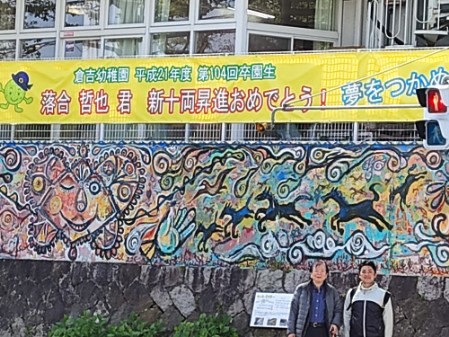 倉吉幼稚園 平成21年度 第104回卒園生
落合 哲也 君 新十両昇進おめでとう! 夢をつかめ